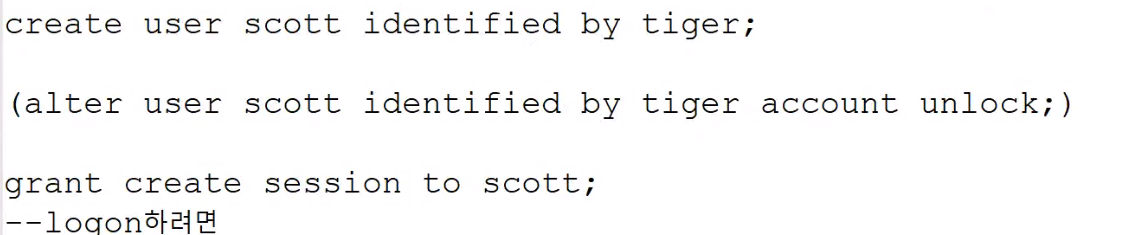 create user scott identified by tiger;
(alter user scott identified by tiger account unlock;)
grant create session to scott;
--logon하려면